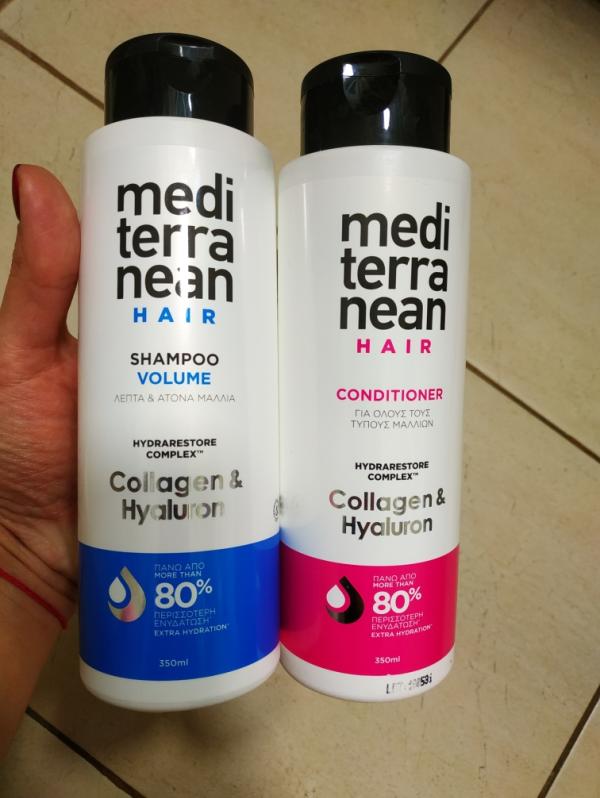 medi
terra
nean
HAIR
SHAMPOO
VOLUME
ΛΕΠΤΑ & ΑΤΟΝΑ ΜΑΛΛΙΑ
HYDRARESTORE
COMPLEX™
Collagen &
Hyaluron
ΠΑΝΩ ΑΠΟ
MORE THAN
80%
ΠΕΡΙΣΣΟΤΕΡΗ
ΕΝΥΔΑΤΩΣΗ*
EXTRA HYDRATION*
350ml
medi
terra
nean
HAIR
CONDITIONER
ΓΙΑ ΟΛΟΥΣ ΤΟΥΣ
ΤΥΠΟΥΣ ΜΑΛΛΙΩΝ
HYDRARESTORE
COMPLEX™
Collagen &
Hyaluron
ΠΑΝΩ ΑΠΟ
MORE THAN
80%
ΠΕΡΙΣΣΟΤΕΡΗ
ΕΝΥΔΑΤΩΣΗ*
EXTRA HYDRATION*
350ml